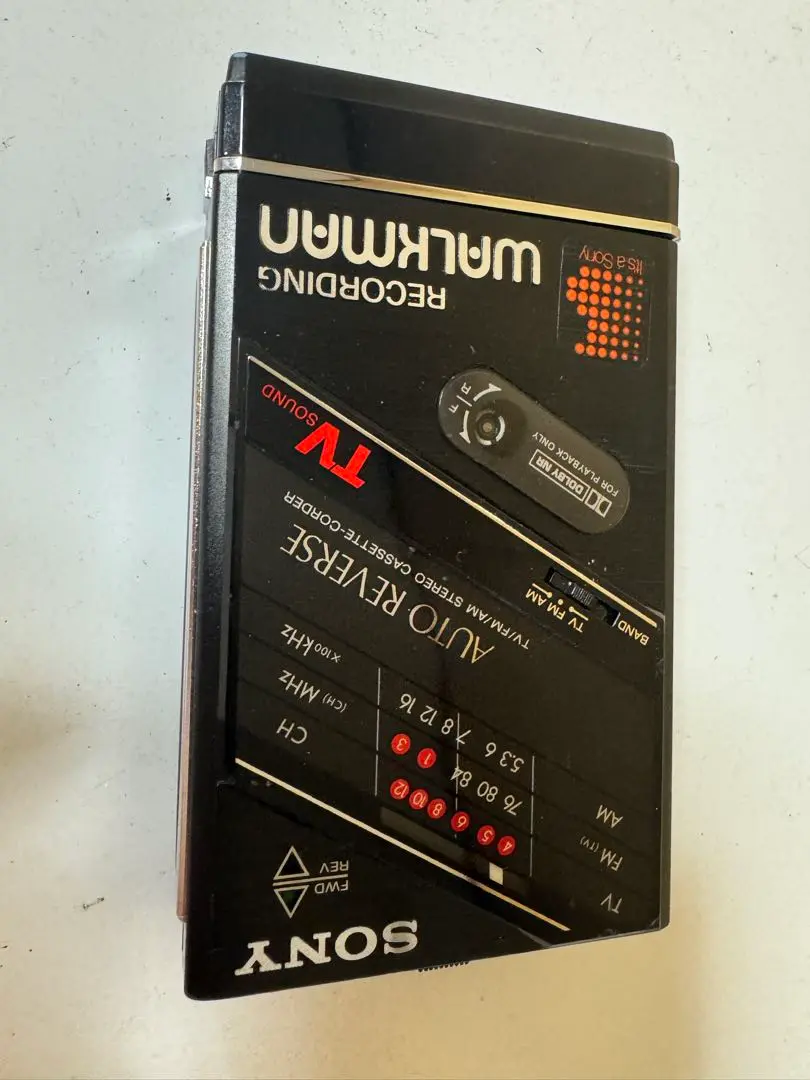 SONY
FWD
REV
TV 4 5 6 8 10 12 CH
FM (TV) 76 80 84 1 3 (CH) MHz
AM 5.3 6 7 8 12 16 ×100kHz
BAND
TV FM AM
AUTO REVERSE
TV/FM/AM STEREO CASSETTE-CORDER
TV SOUND
DOLBY NR
FOR PLAYBACK ONLY
F
R
It's a Sony
RECORDING
WALKMAN